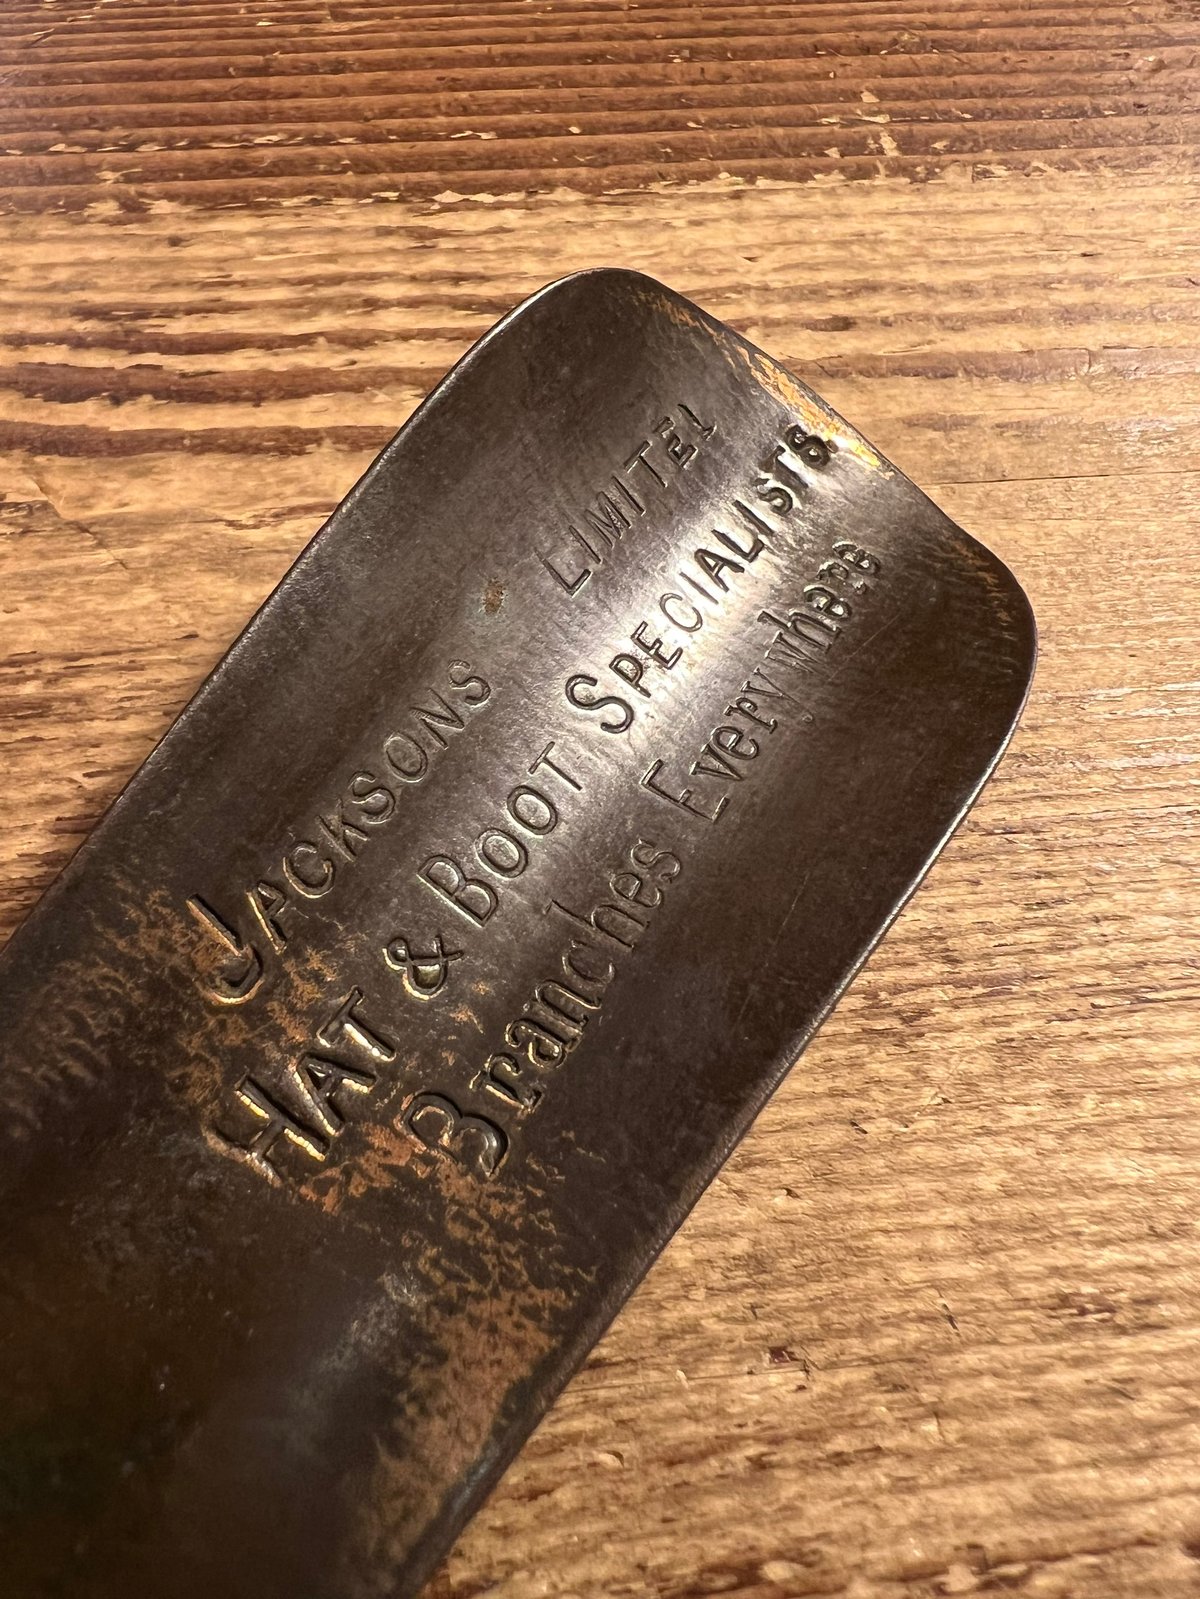 JACKSONS LIMITED
HAT & BOOT SPECIALISTS.
Branches Everywhere